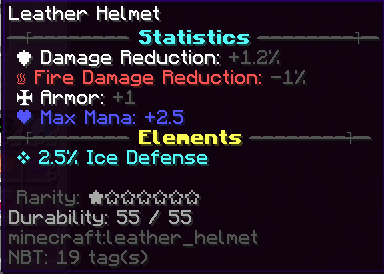 Leather Helmet
Statistics
Damage Reduction: +1.2%
Fire Damage Reduction: -1%
Armor: +1
Max Mana: +2.5
Elements
2.5% Ice Defense
Rarity: ★☆☆☆☆☆☆
Durability: 55 / 55
minecraft:leather_helmet
NBT: 19 tag(s)